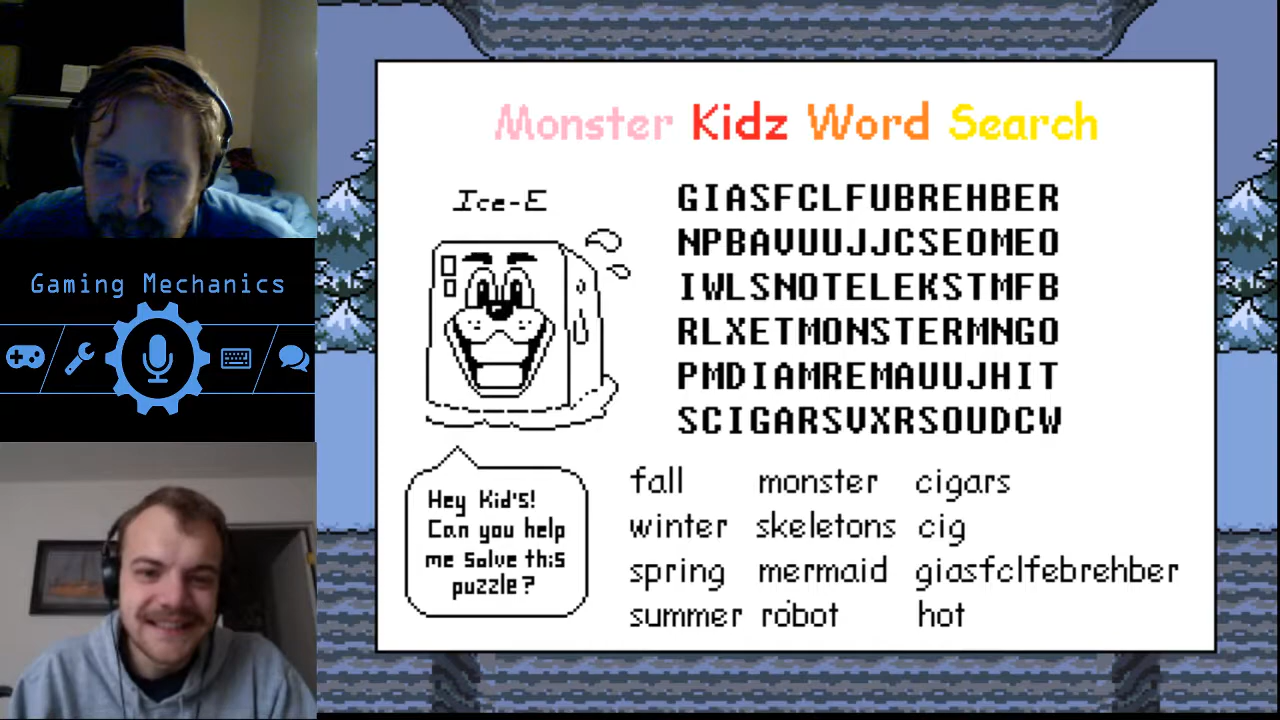 Monster Kidz Word Search
Ice-E
GIASFCLFUBREHBER
NPBAVUUJJCSEOMEO
IWLSNOTELEKSTMFB
RLXETMONSTERMNGO
PMDIAMREMAUUJHIT
SCIGARSVXRSOUDCW
Gaming Mechanics
Hey Kid's!
Can you help
me solve this
puzzle?
fall monster cigars
winter skeletons cig
spring mermaid giasfclfebrehber
summer robot hot